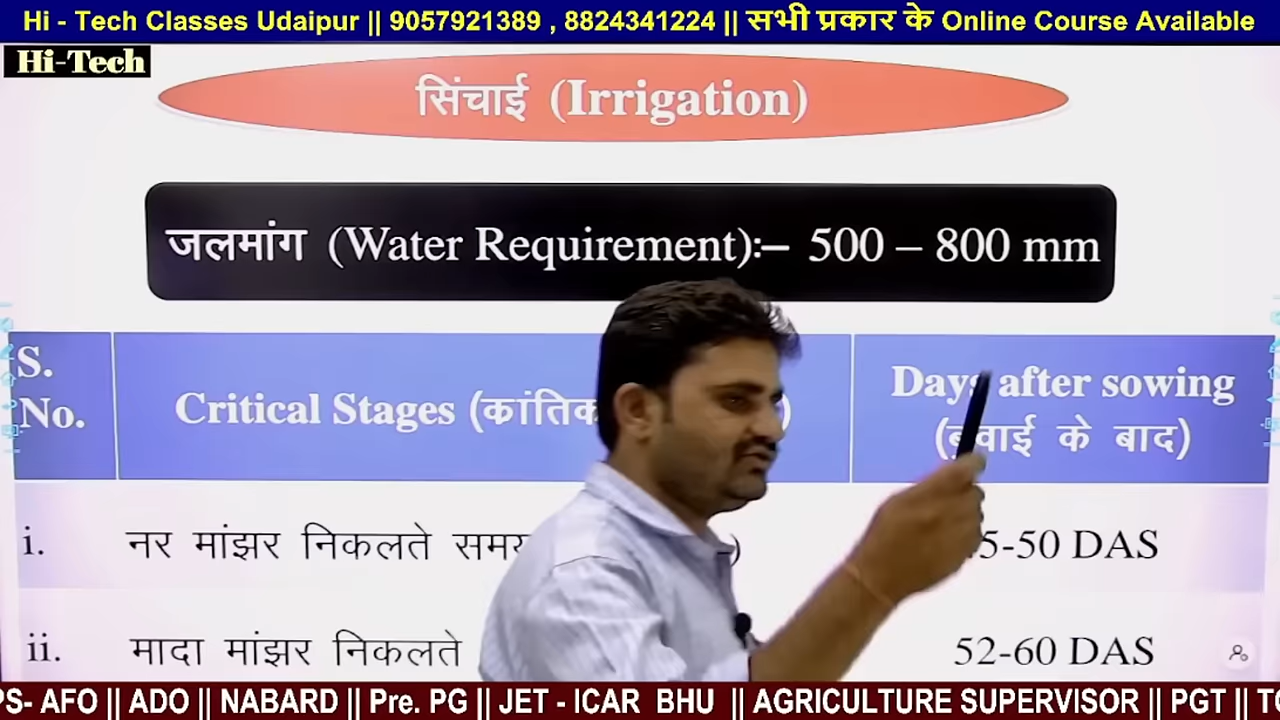 Hi - Tech Classes Udaipur || 9057921389 , 8824341224 || सभी प्रकार के Online Course Available
Hi-Tech
सिंचाई (Irrigation)
जलमांग (Water Requirement):– 500 – 800 mm
S. No.
Critical Stages
Days after sowing
(बुवाई के बाद)
i. नर मांझर निकलते 5-50 DAS
ii. मादा मांझर निकलते 52-60 DAS
- AFO || ADO || NABARD || Pre. PG || JET - ICAR BHU || AGRICULTURE SUPERVISOR || PGT ||